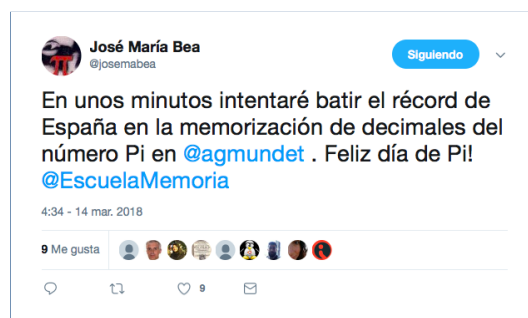 José María Bea
@josemabea
Siguiendo
En unos minutos intentaré batir el récord de
España en la memorización de decimales del
número Pi en @agmundet . Feliz día de Pi!
@EscuelaMemoria
4:34 - 14 mar. 2018
9 Me gusta
9